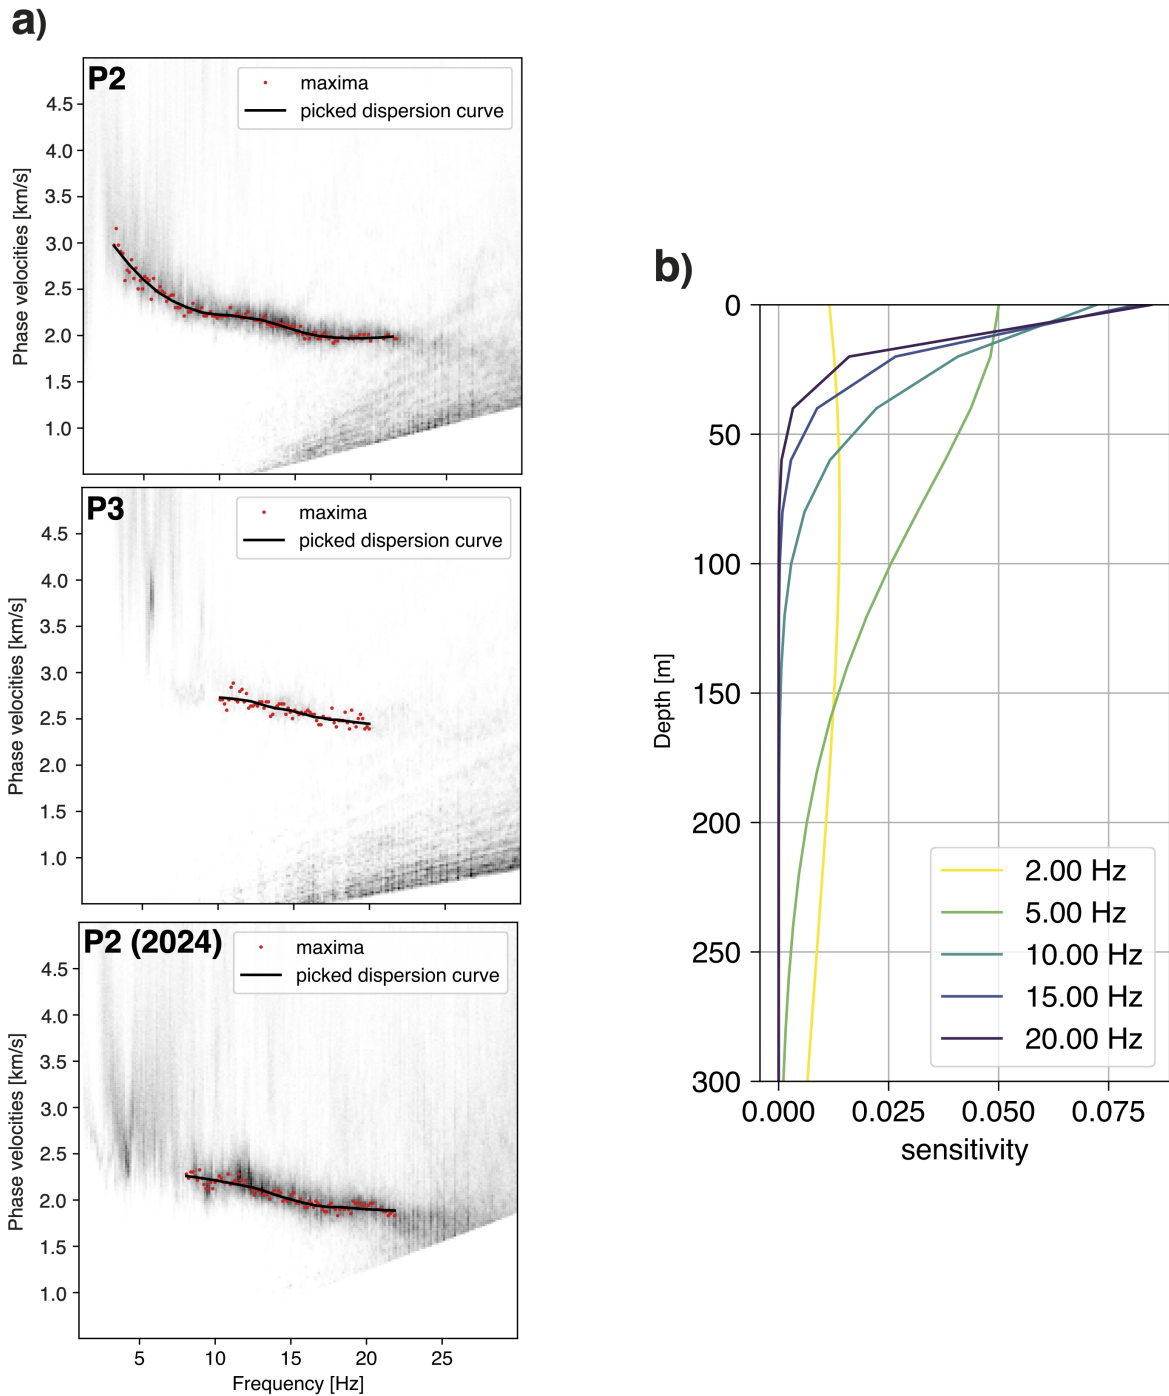 a)
P2
maxima
picked dispersion curve
4.5
4.0
3.5
3.0
2.5
2.0
1.5
1.0
Phase velocities [km/s]
P3
maxima
picked dispersion curve
4.5
4.0
3.5
3.0
2.5
2.0
1.5
1.0
Phase velocities [km/s]
P2 (2024)
maxima
picked dispersion curve
4.5
4.0
3.5
3.0
2.5
2.0
1.5
1.0
Phase velocities [km/s]
5 10 15 20 25
Frequency [Hz]
b)
0
50
100
150
200
250
300
Depth [m]
2.00 Hz
5.00 Hz
10.00 Hz
15.00 Hz
20.00 Hz
0.000 0.025 0.050 0.075
sensitivity